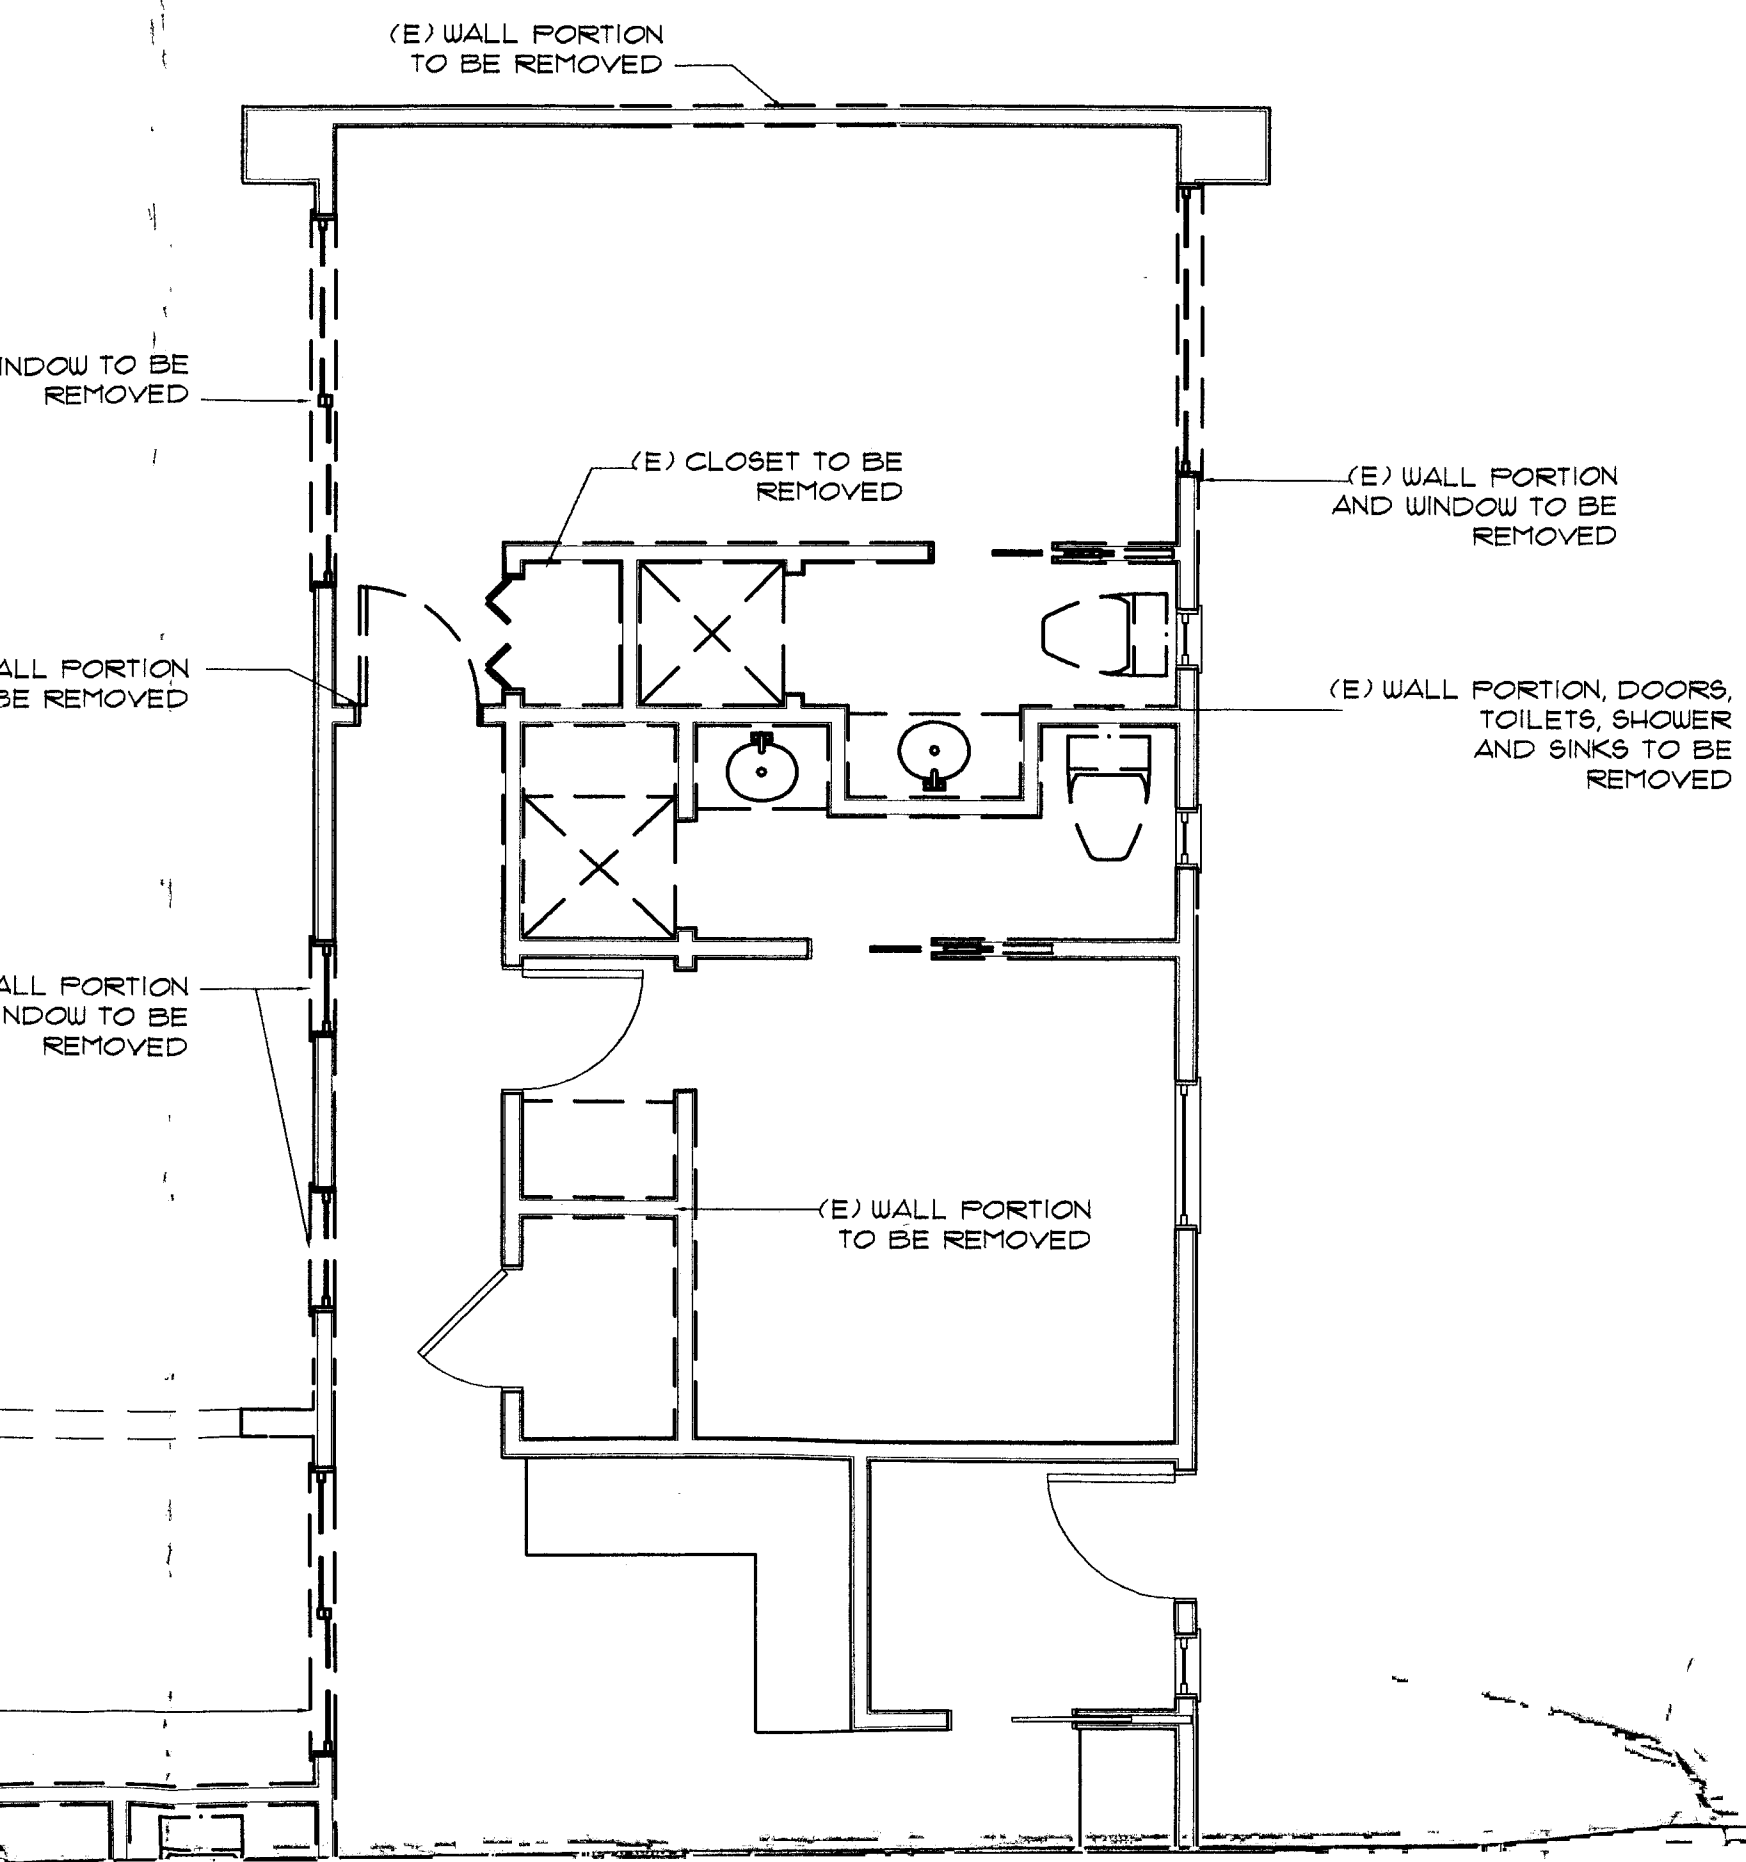 (E) WALL PORTION
TO BE REMOVED
INDOW TO BE
REMOVED
(E) CLOSET TO BE
REMOVED
(E) WALL PORTION
AND WINDOW TO BE
REMOVED
ALL PORTION
BE REMOVED
(E) WALL PORTION, DOORS,
TOILETS, SHOWER
AND SINKS TO BE
REMOVED
ALL PORTION
NDOW TO BE
REMOVED
(E) WALL PORTION
TO BE REMOVED